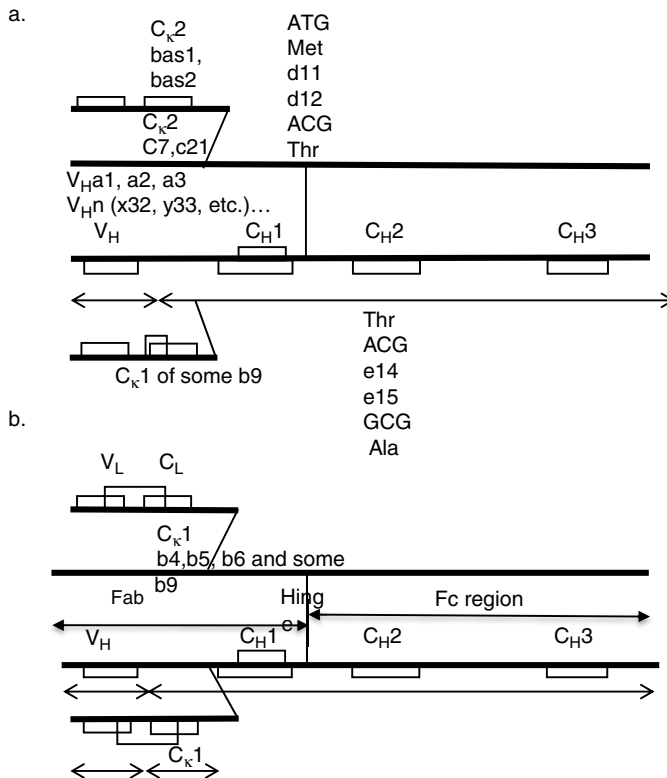 a.
Cκ2
bas1,
bas2
ATG
Met
d11
d12
ACG
Thr
Cκ2
C7,c21
VHa1, a2, a3
VHn (x32, y33, etc.)…
VH
CH1
CH2
CH3
Cκ1 of some b9
Thr
ACG
e14
e15
GCG
Ala
b.
VL CL
Cκ1
b4,b5, b6 and some
b9
Fab
Hing
e
Fc region
VH
CH1
CH2
CH3
Cκ1